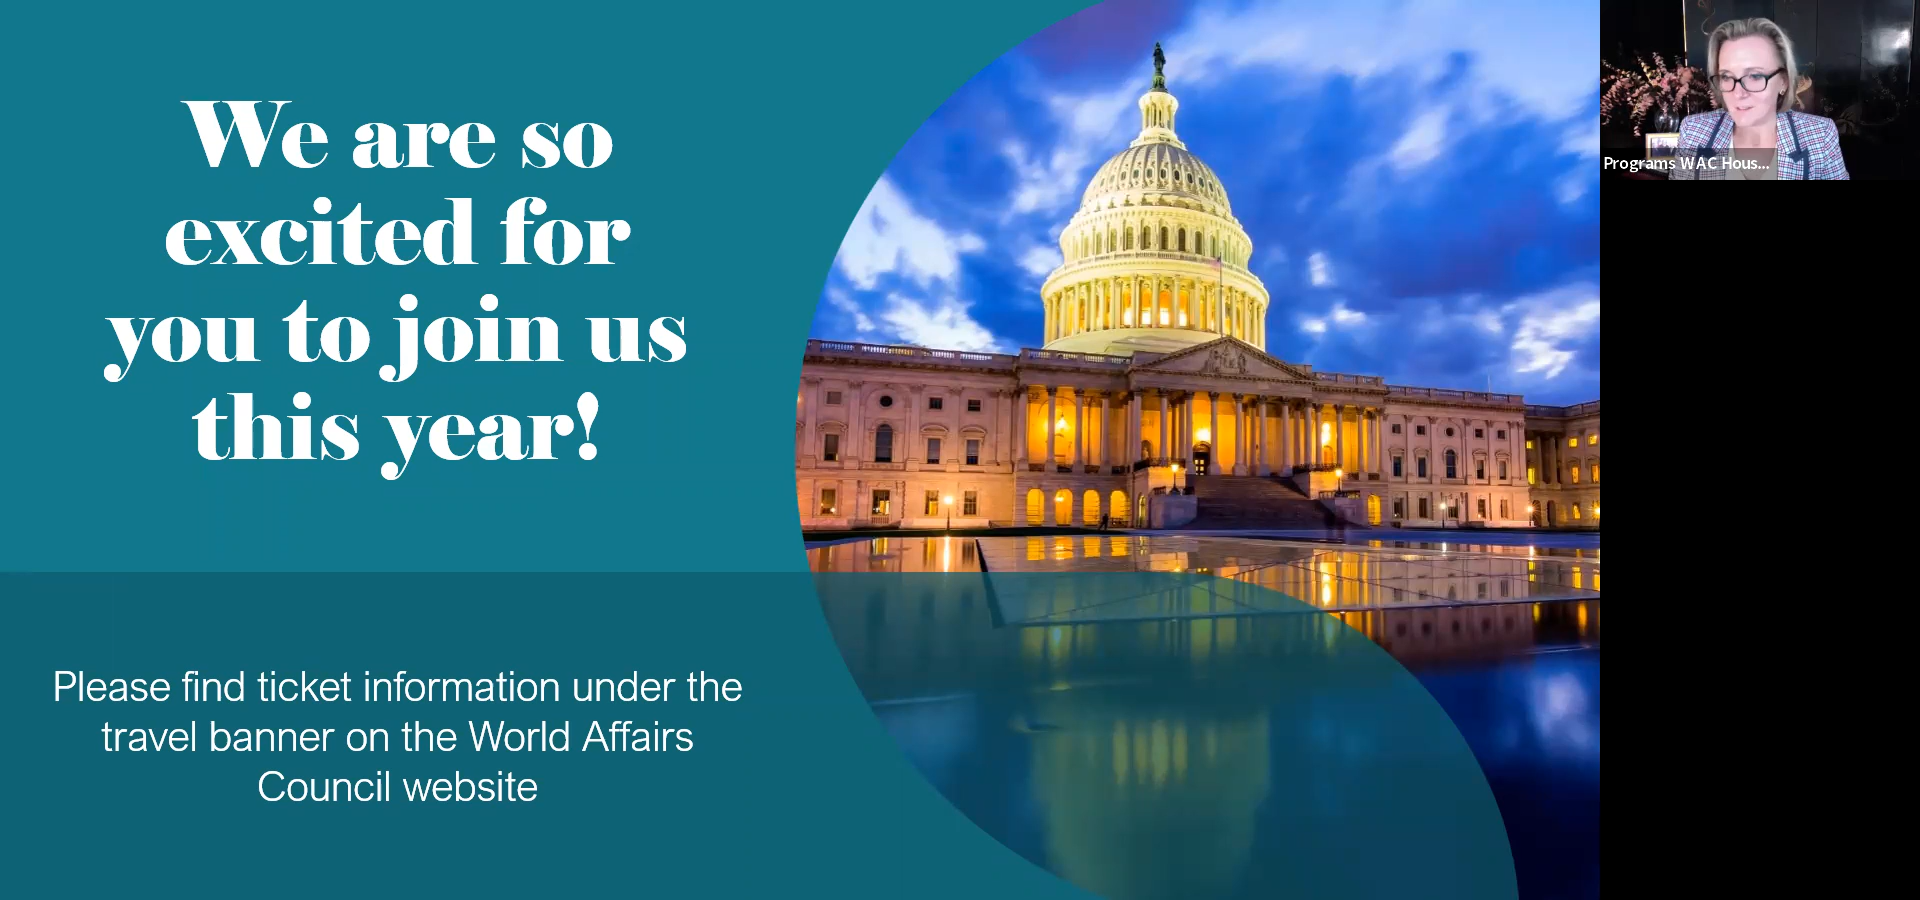 We are so
excited for
you to join us
this year!
Please find ticket information under the
travel banner on the World Affairs
Council website
Programs WAC Hous...